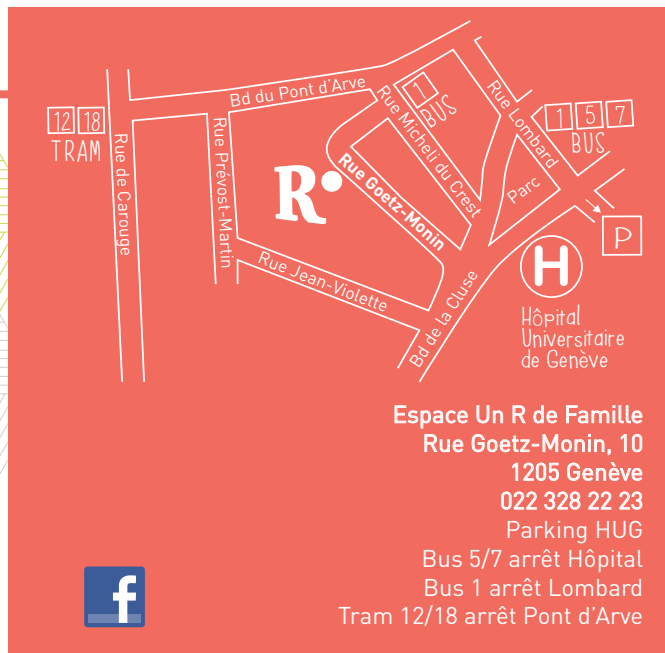 Bd du Pont d'Arve
1
BUS
12 18
TRAM
Rue de Carouge
Rue Prévost-Martin
Rue Micheli du Crest
Rue Lombard
1 5 7
BUS
Parc
R
Rue Goetz-Monin
P
Rue Jean-Violette
Bd de la Cluse
H
Hôpital
Universitaire
de Genève
Espace Un R de Famille
Rue Goetz-Monin, 10
1205 Genève
022 328 22 23
Parking HUG
Bus 5/7 arrêt Hôpital
Bus 1 arrêt Lombard
Tram 12/18 arrêt Pont d'Arve
f